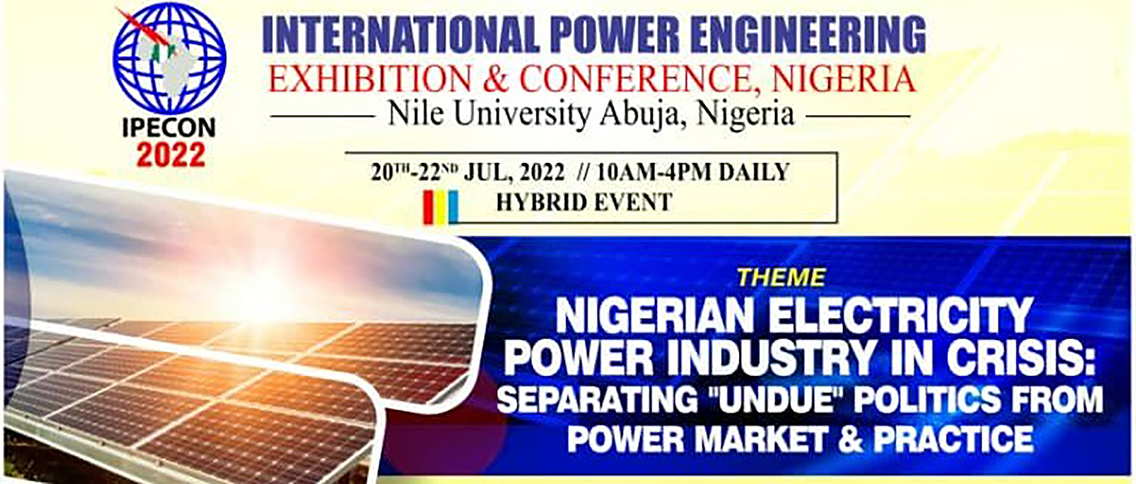 INTERNATIONAL POWER ENGINEERING
EXHIBITION & CONFERENCE, NIGERIA
Nile University Abuja, Nigeria
IPECON
2022
20TH-22ND JUL, 2022 // 10AM-4PM DAILY
HYBRID EVENT
THEME
NIGERIAN ELECTRICITY
POWER INDUSTRY IN CRISIS:
SEPARATING "UNDUE" POLITICS FROM
POWER MARKET & PRACTICE